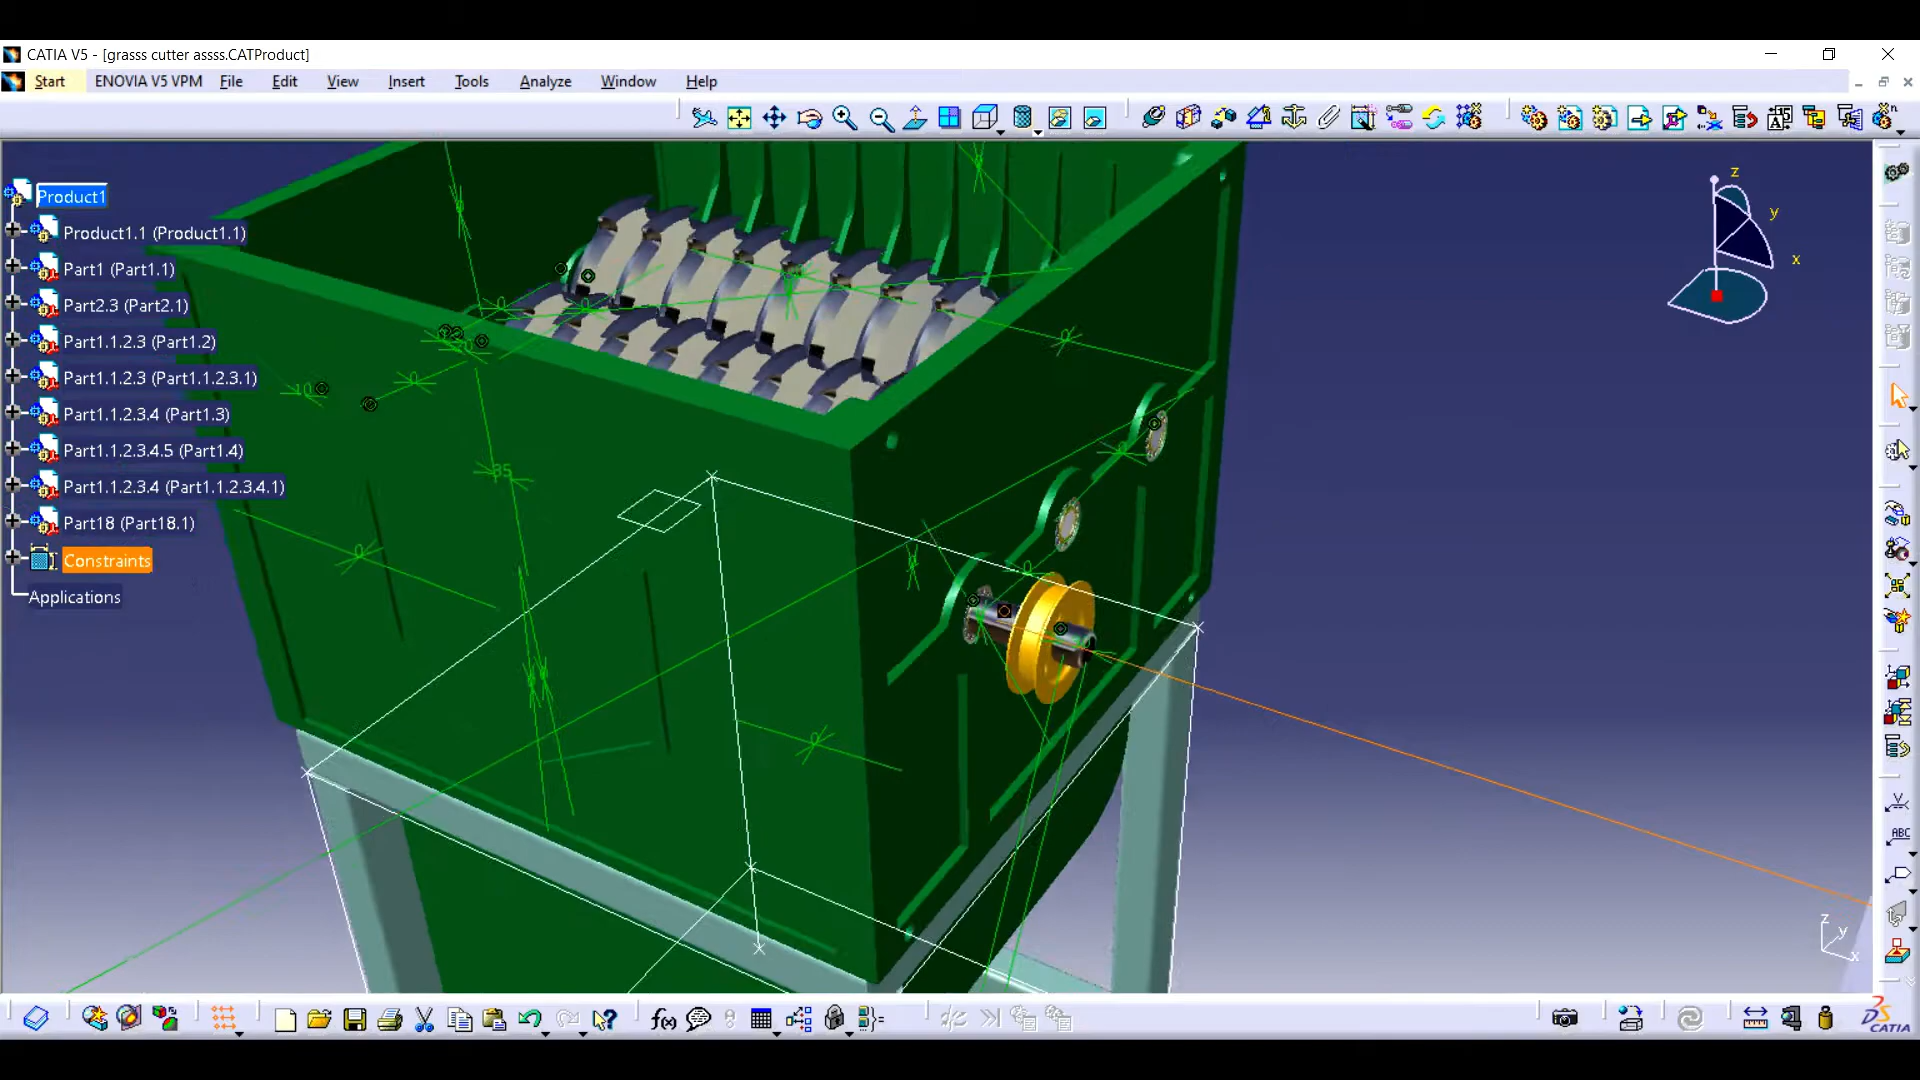 CATIA V5 - [grasss cutter assss.CATProduct]
Start ENOVIA V5 VPM File Edit View Insert Tools Analyze Window Help
Product1
Product1.1 (Product1.1)
Part1 (Part1.1)
Part2.3 (Part2.1)
Part1.1.2.3 (Part1.2)
Part1.1.2.3 (Part1.1.2.3.1)
Part1.1.2.3.4 (Part1.3)
Part1.1.2.3.4.5 (Part1.4)
Part1.1.2.3.4 (Part1.1.2.3.4.1)
Part18 (Part18.1)
Constraints
Applications
z
y
x
ABC
z
y
x
f(x)
CATIA